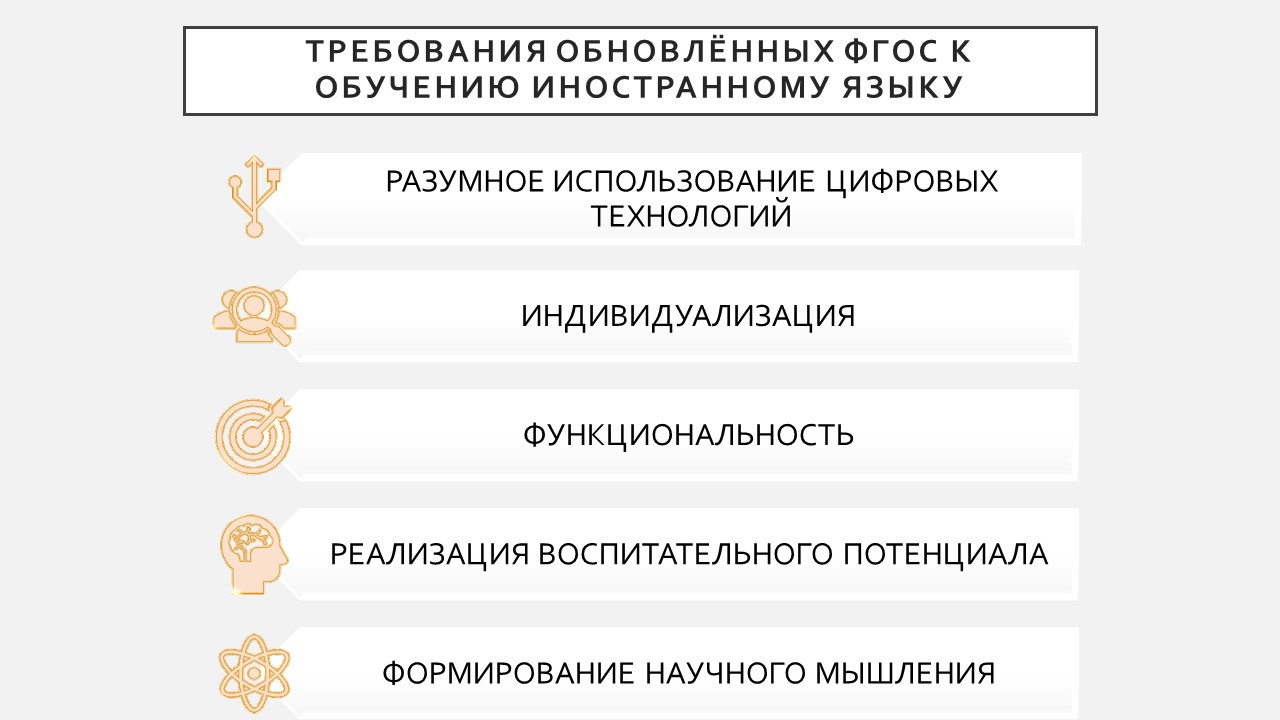 ТРЕБОВАНИЯ ОБНОВЛЁННЫХ ФГОС К
ОБУЧЕНИЮ ИНОСТРАННОМУ ЯЗЫКУ
РАЗУМНОЕ ИСПОЛЬЗОВАНИЕ ЦИФРОВЫХ
ТЕХНОЛОГИЙ
ИНДИВИДУАЛИЗАЦИЯ
ФУНКЦИОНАЛЬНОСТЬ
РЕАЛИЗАЦИЯ ВОСПИТАТЕЛЬНОГО ПОТЕНЦИАЛА
ФОРМИРОВАНИЕ НАУЧНОГО МЫШЛЕНИЯ